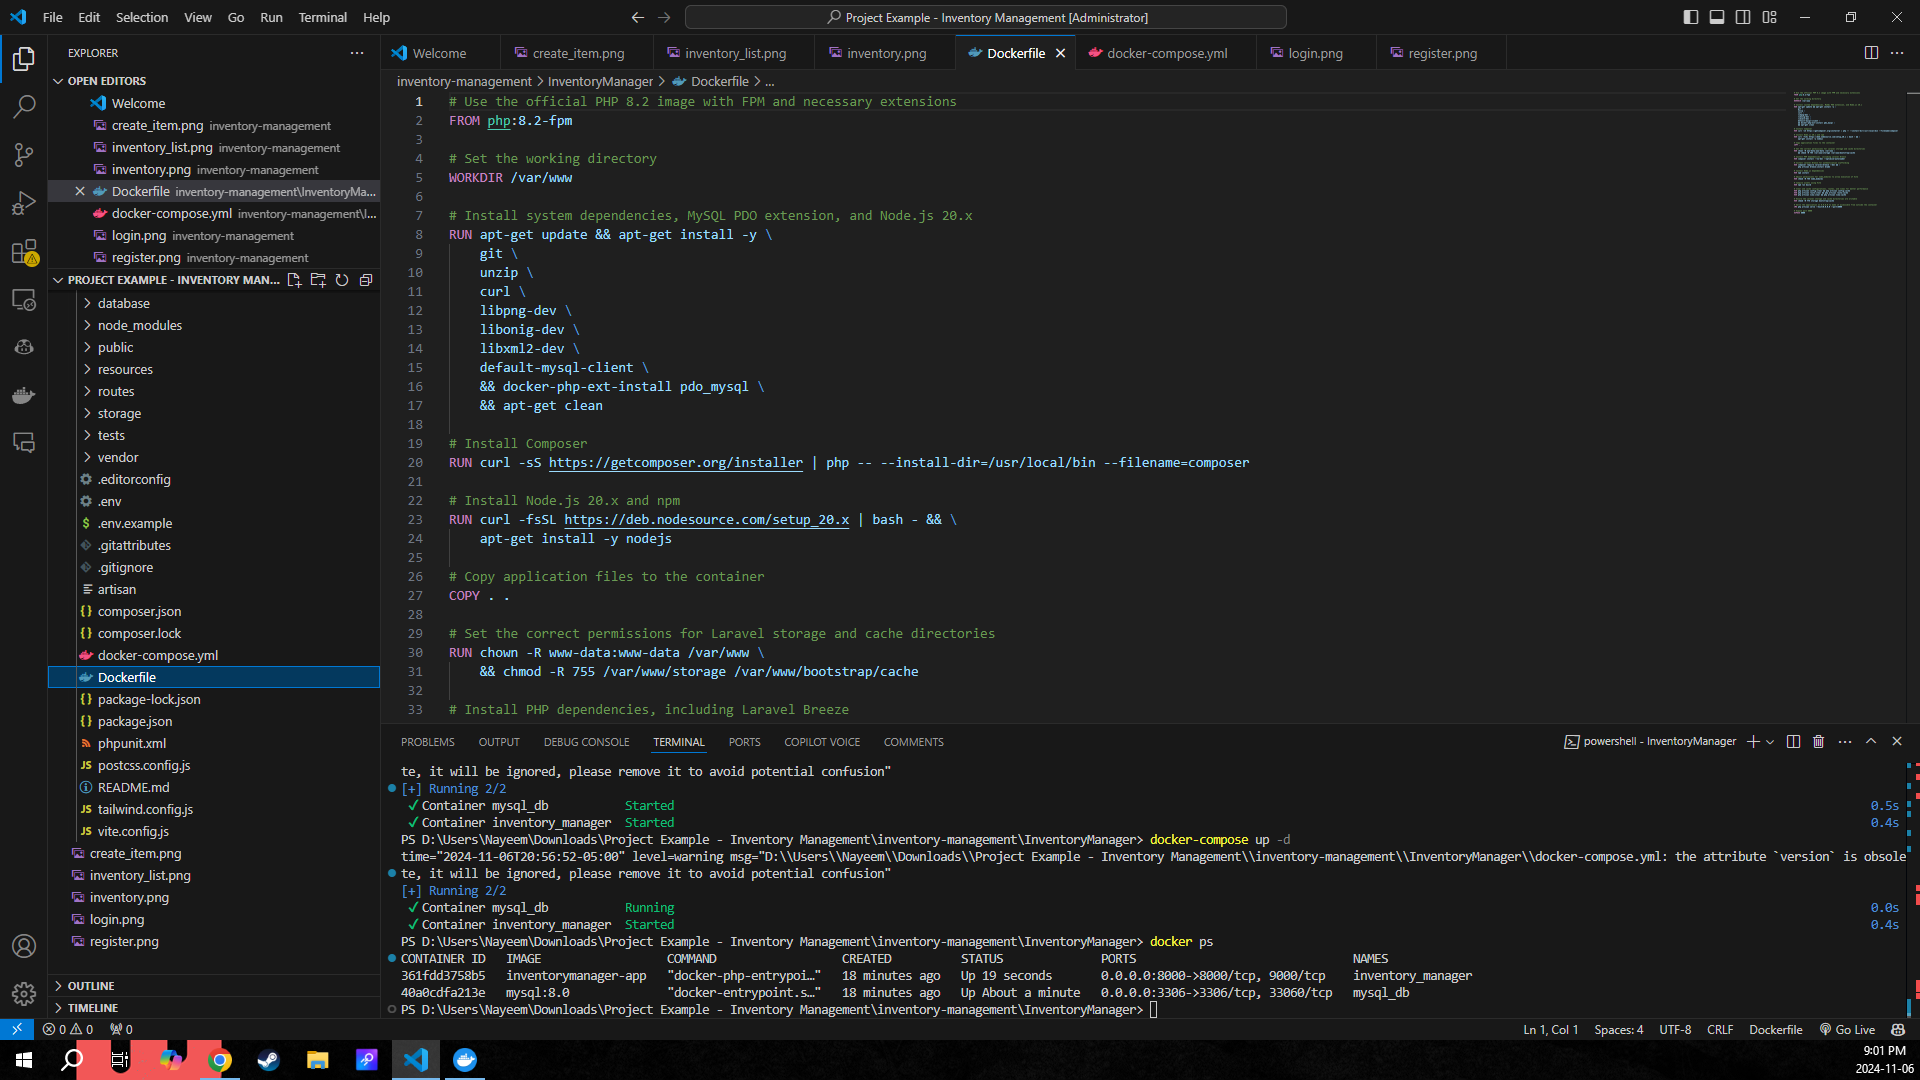 File Edit Selection View Go Run Terminal Help
Project Example - Inventory Management [Administrator]
EXPLORER
OPEN EDITORS
Welcome
create_item.png inventory-management
inventory_list.png inventory-management
inventory.png inventory-management
Dockerfile inventory-management\InventoryMa...
docker-compose.yml inventory-management\I...
login.png inventory-management
register.png inventory-management
PROJECT EXAMPLE - INVENTORY MAN...
database
node_modules
public
resources
routes
storage
tests
vendor
.editorconfig
.env
.env.example
.gitattributes
.gitignore
artisan
composer.json
composer.lock
docker-compose.yml
Dockerfile
package-lock.json
package.json
phpunit.xml
postcss.config.js
README.md
tailwind.config.js
vite.config.js
create_item.png
inventory_list.png
inventory.png
login.png
register.png
OUTLINE
TIMELINE
Welcome create_item.png inventory_list.png inventory.png Dockerfile docker-compose.yml login.png register.png
inventory-management > InventoryManager > Dockerfile > ...
1 # Use the official PHP 8.2 image with FPM and necessary extensions
2 FROM php:8.2-fpm
3
4 # Set the working directory
5 WORKDIR /var/www
6
7 # Install system dependencies, MySQL PDO extension, and Node.js 20.x
8 RUN apt-get update && apt-get install -y \
9 git \
10 unzip \
11 curl \
12 libpng-dev \
13 libonig-dev \
14 libxml2-dev \
15 default-mysql-client \
16 && docker-php-ext-install pdo_mysql \
17 && apt-get clean
18
19 # Install Composer
20 RUN curl -sS https://getcomposer.org/installer | php -- --install-dir=/usr/local/bin --filename=composer
21
22 # Install Node.js 20.x and npm
23 RUN curl -fsSL https://deb.nodesource.com/setup_20.x | bash - && \
24 apt-get install -y nodejs
25
26 # Copy application files to the container
27 COPY . .
28
29 # Set the correct permissions for Laravel storage and cache directories
30 RUN chown -R www-data:www-data /var/www \
31 && chmod -R 755 /var/www/storage /var/www/bootstrap/cache
32
33 # Install PHP dependencies, including Laravel Breeze
PROBLEMS OUTPUT DEBUG CONSOLE TERMINAL PORTS COPILOT VOICE COMMENTS
powershell - InventoryManager
te, it will be ignored, please remove it to avoid potential confusion"
[+] Running 2/2
✓ Container mysql_db Started 0.5s
✓ Container inventory_manager Started 0.4s
PS D:\Users\Nayeem\Downloads\Project Example - Inventory Management\inventory-management\InventoryManager> docker-compose up -d
time="2024-11-06T20:56:52-05:00" level=warning msg="D:\\Users\\Nayeem\\Downloads\\Project Example - Inventory Management\\inventory-management\\InventoryManager\\docker-compose.yml: the attribute `version` is obsole
te, it will be ignored, please remove it to avoid potential confusion"
[+] Running 2/2
✓ Container mysql_db Running 0.0s
✓ Container inventory_manager Started 0.4s
PS D:\Users\Nayeem\Downloads\Project Example - Inventory Management\inventory-management\InventoryManager> docker ps
CONTAINER ID IMAGE COMMAND CREATED STATUS PORTS NAMES
361fdd3758b5 inventorymanager-app "docker-php-entrypoi…" 18 minutes ago Up 19 seconds 0.0.0.0:8000->8000/tcp, 9000/tcp inventory_manager
40a0cdfa213e mysql:8.0 "docker-entrypoint.s…" 18 minutes ago Up About a minute 0.0.0.0:3306->3306/tcp, 33060/tcp mysql_db
PS D:\Users\Nayeem\Downloads\Project Example - Inventory Management\inventory-management\InventoryManager>
0 0 0
Ln 1, Col 1 Spaces: 4 UTF-8 CRLF Dockerfile Go Live
9:01 PM
2024-11-06